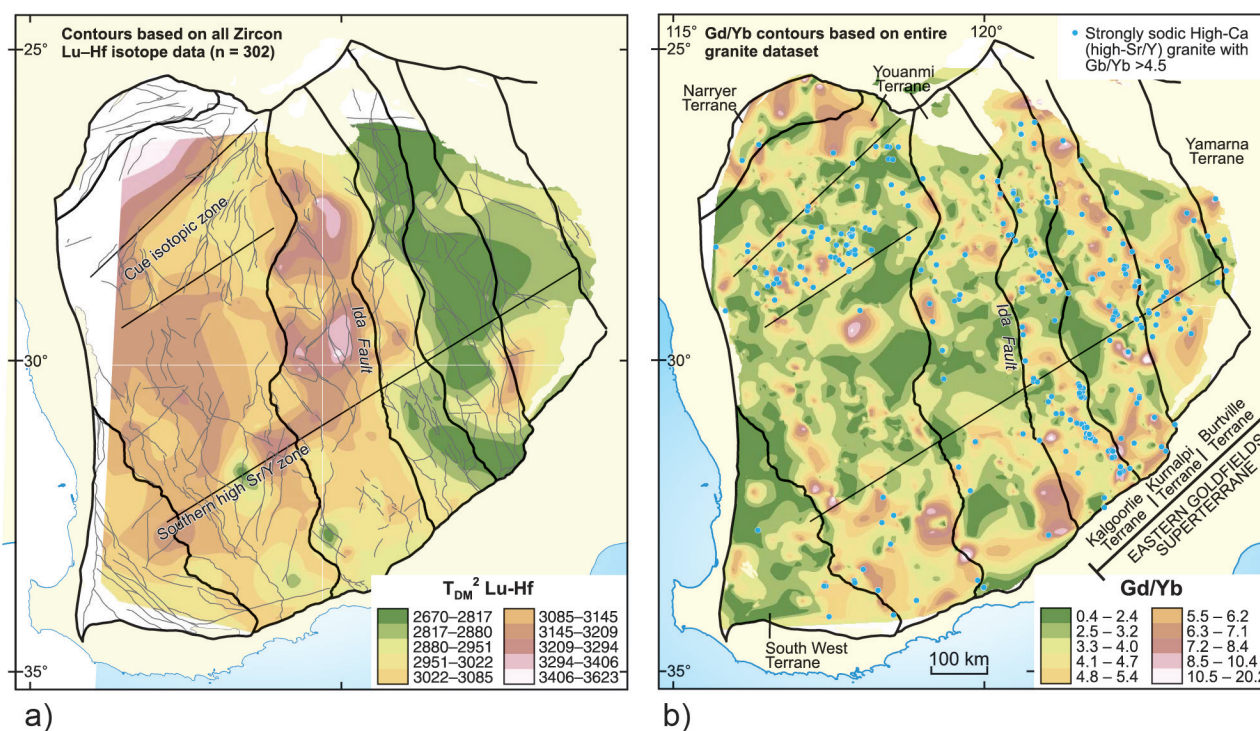 Contours based on all Zircon
Lu–Hf isotope data (n = 302)
25°
30°
35°
Cue isotopic zone
Ida Fault
Southern high Sr/Y zone
T_DM² Lu-Hf
2670–2817
2817–2880
2880–2951
2951–3022
3022–3085
3085–3145
3145–3209
3209–3294
3294–3406
3406–3623
a)
115°
120°
25°
Gd/Yb contours based on entire
granite dataset
Strongly sodic High-Ca
(high-Sr/Y) granite with
Gb/Yb >4.5
Narryer
Terrane
Youanmi
Terrane
Yamarna
Terrane
30°
Ida Fault
Kalgoorlie
Terrane
Kurnalpi
Terrane
Burtville
Terrane
EASTERN GOLDFIELDS
SUPERTERRANE
South West
Terrane
100 km
35°
Gd/Yb
0.4 – 2.4
2.5 – 3.2
3.3 – 4.0
4.1 – 4.7
4.8 – 5.4
5.5 – 6.2
6.3 – 7.1
7.2 – 8.4
8.5 – 10.4
10.5 – 20.2
b)